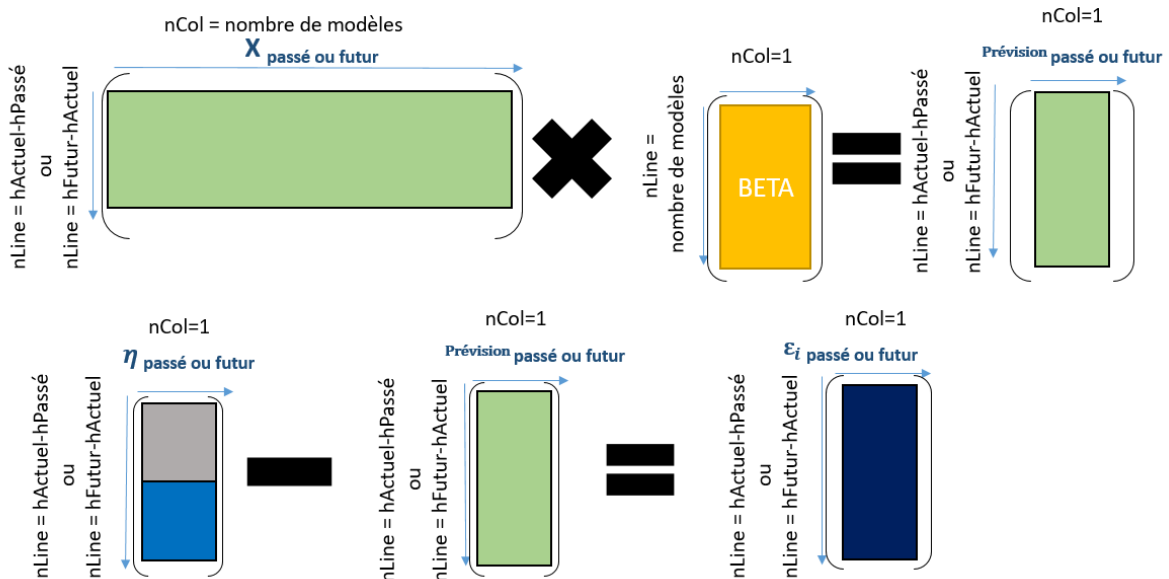 nCol = nombre de modèles
X passé ou futur
nLine = hActuel-hPassé
ou
nLine = hFutur-hActuel
nCol=1
nLine =
nombre de modèles
BETA
nCol=1
Prévision passé ou futur
nLine = hActuel-hPassé
ou
nLine = hFutur-hActuel
nCol=1
η passé ou futur
nLine = hActuel-hPassé
ou
nLine = hFutur-hActuel
nCol=1
Prévision passé ou futur
nLine = hActuel-hPassé
ou
nLine = hFutur-hActuel
nCol=1
εi passé ou futur
nLine = hActuel-hPassé
ou
nLine = hFutur-hActuel